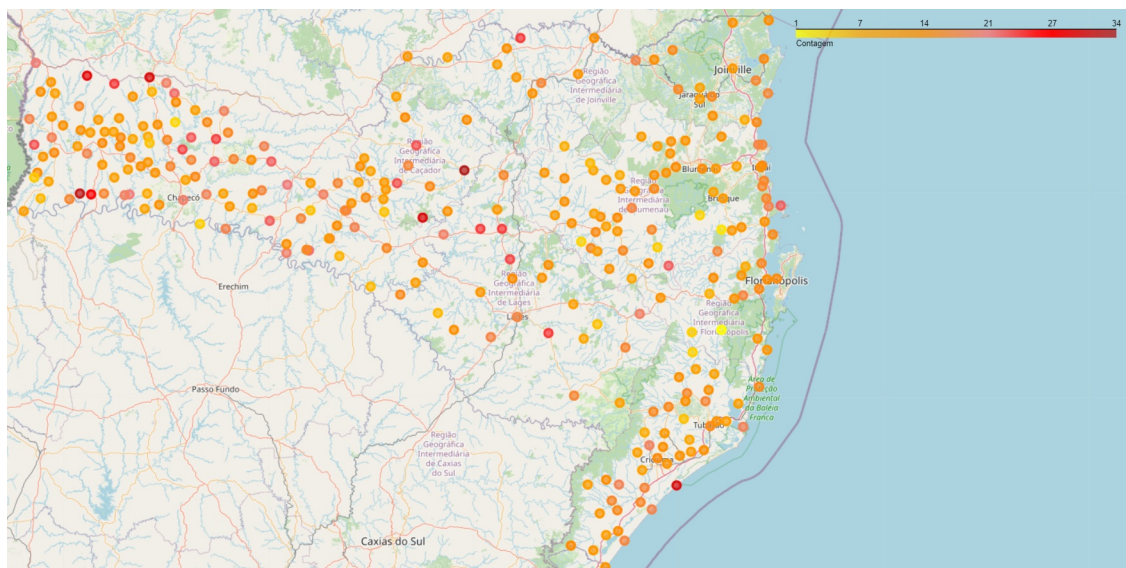 1 7 14 21 27 34
Contagem
Joinville
Região
Geográfica
Intermediária
de Joinville
Jaraguá do
Sul
Região
Geográfica
Intermediária
de Caçador
Blumenau
Itajaí
Região
Geográfica
Intermediária
de Blumenau
Brusque
Chapecó
Erechim
Região
Geográfica
Intermediária
de Lages
Florianópolis
Lages
Região
Geográfica
Intermediária
Florianópolis
Passo Fundo
Área de
Proteção
Ambiental
da Baleia
Franca
Tubarão
Região
Geográfica
Intermediária
de Caxias
do Sul
Criciúma
Caxias do Sul